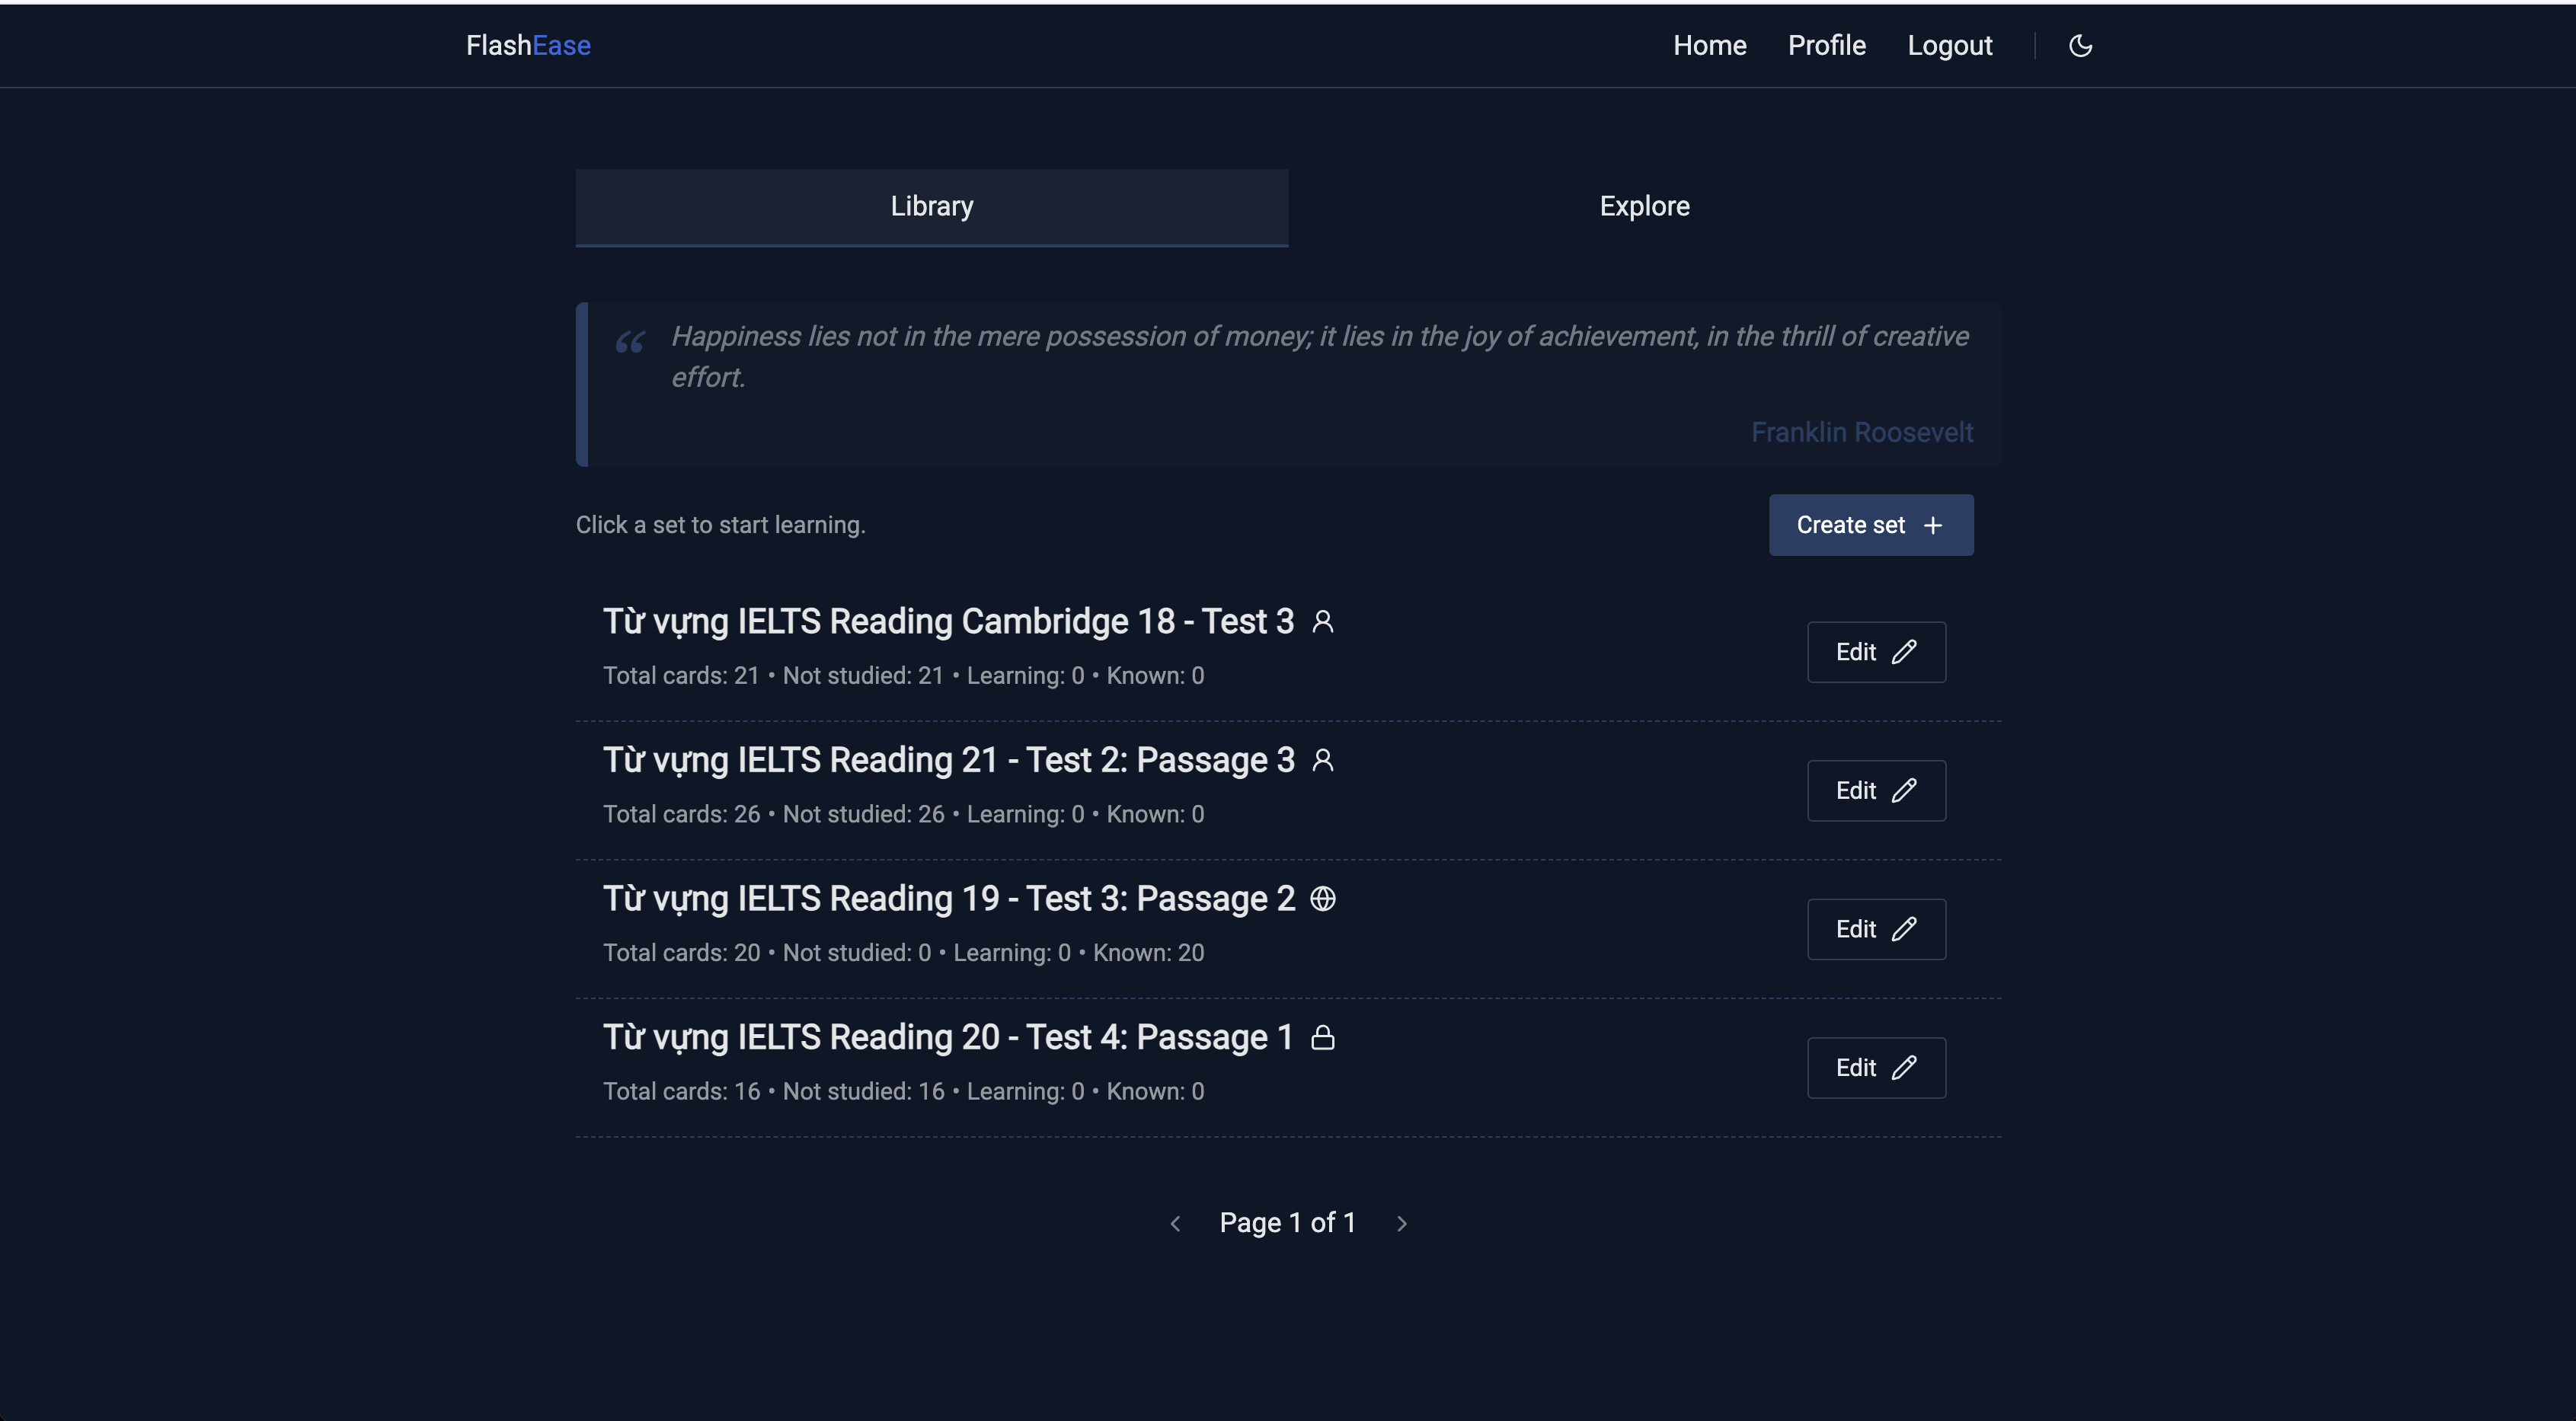 FlashEase
Home Profile Logout
Library
Explore
Happiness lies not in the mere possession of money; it lies in the joy of achievement, in the thrill of creative
effort.
Franklin Roosevelt
Click a set to start learning.
Create set
Từ vựng IELTS Reading Cambridge 18 - Test 3
Total cards: 21 • Not studied: 21 • Learning: 0 • Known: 0
Edit
Từ vựng IELTS Reading 21 - Test 2: Passage 3
Total cards: 26 • Not studied: 26 • Learning: 0 • Known: 0
Edit
Từ vựng IELTS Reading 19 - Test 3: Passage 2
Total cards: 20 • Not studied: 0 • Learning: 0 • Known: 20
Edit
Từ vựng IELTS Reading 20 - Test 4: Passage 1
Total cards: 16 • Not studied: 16 • Learning: 0 • Known: 0
Edit
Page 1 of 1